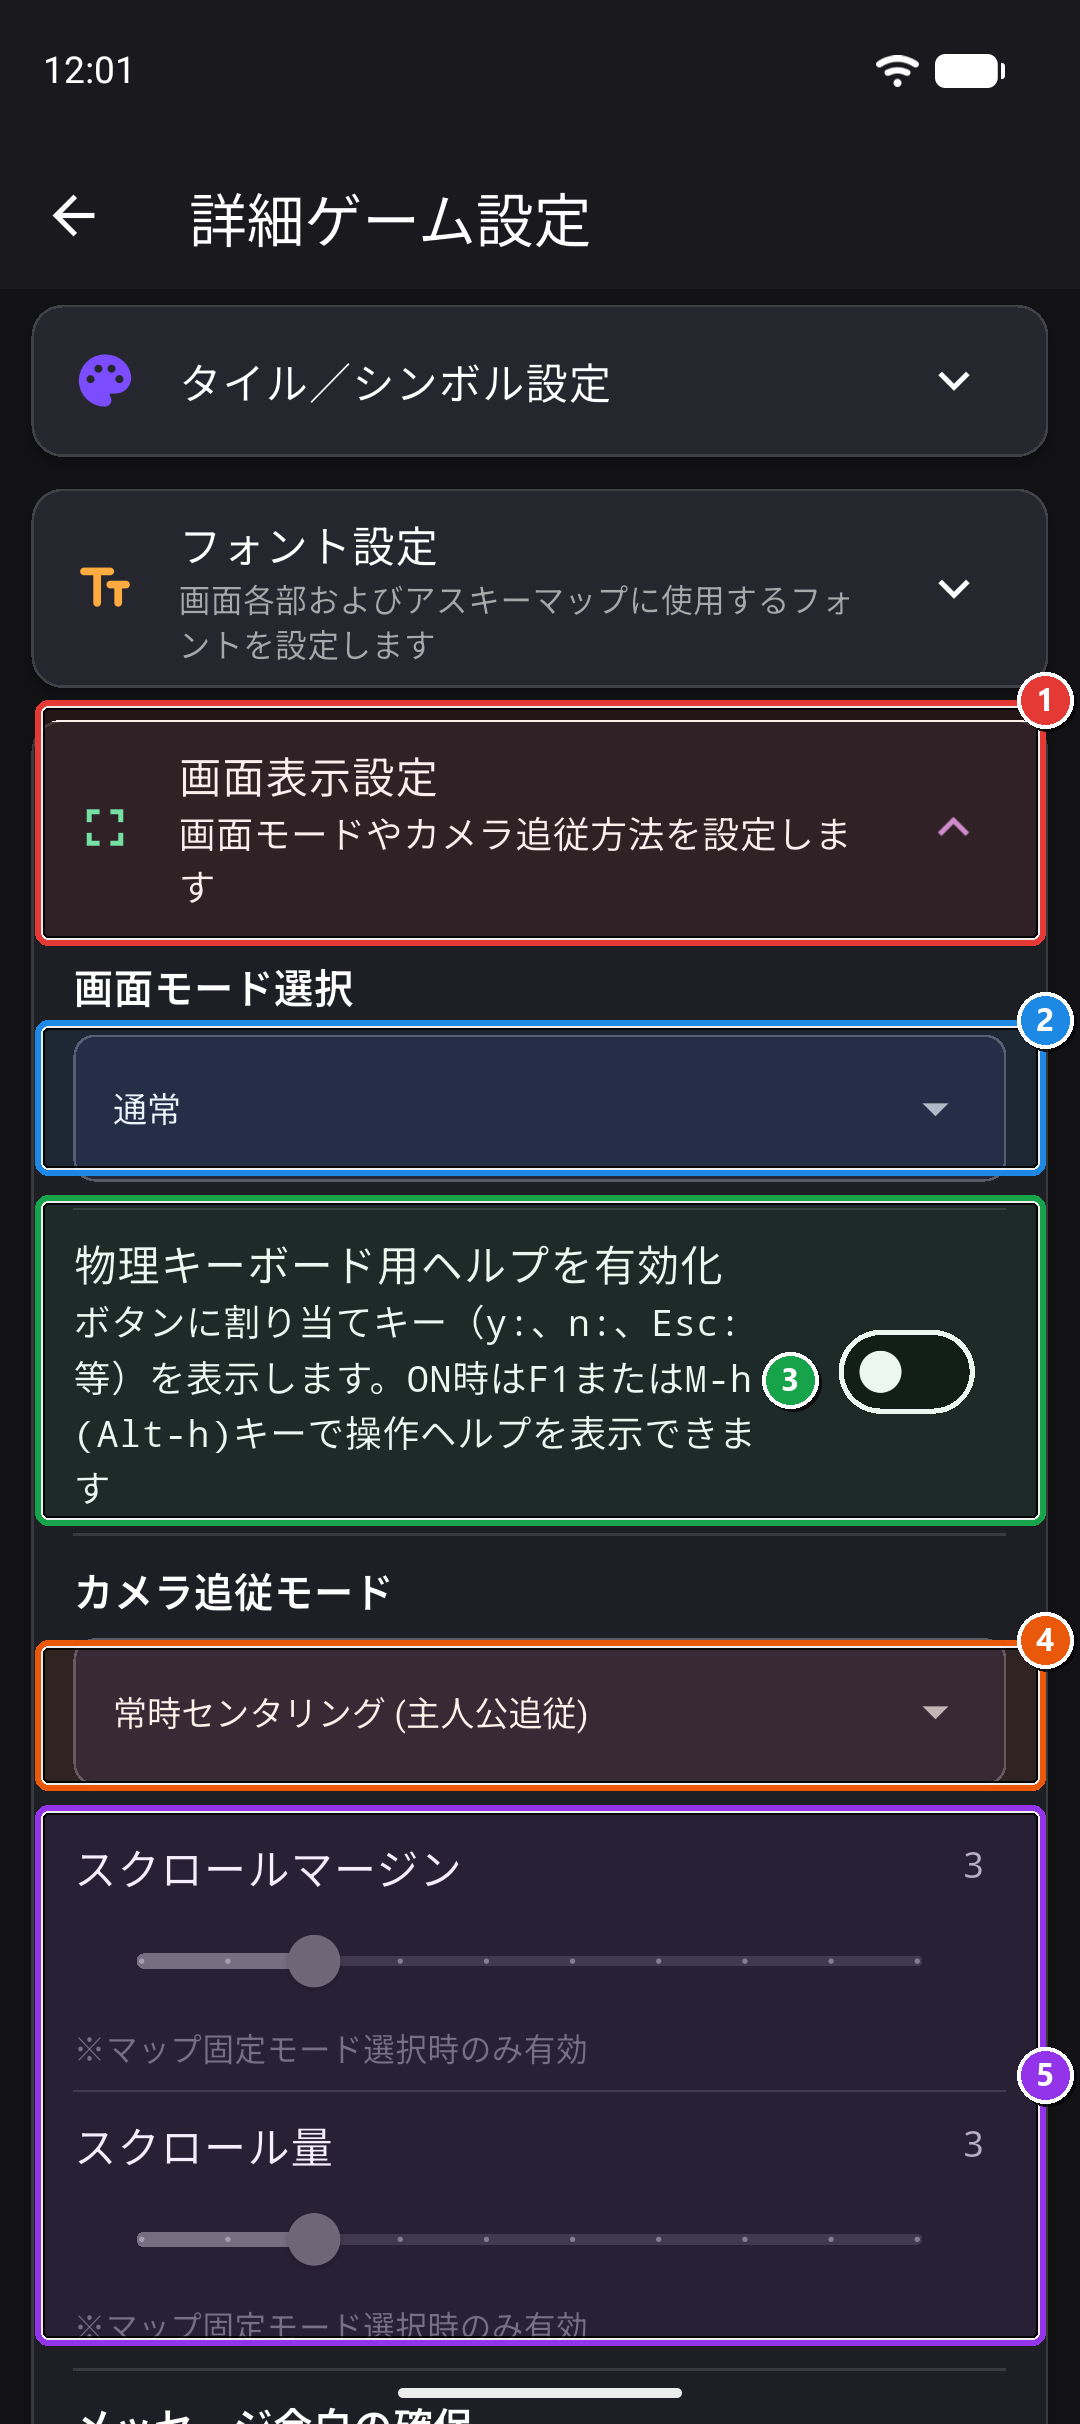 12:01
詳細ゲーム設定
タイル／シンボル設定
フォント設定
画面各部およびアスキーマップに使用するフォ
ントを設定します
1
画面表示設定
画面モードやカメラ追従方法を設定しま
す
画面モード選択
2
通常
物理キーボード用ヘルプを有効化
ボタンに割り当てキー（y:、n:、Esc:
等）を表示します。ON時はF1またはM-h
3
(Alt-h)キーで操作ヘルプを表示できま
す
カメラ追従モード
4
常時センタリング (主人公追従)
スクロールマージン
3
※マップ固定モード選択時のみ有効
5
スクロール量
3
※マップ固定モード選択時のみ有効
メッセージ余白の確保